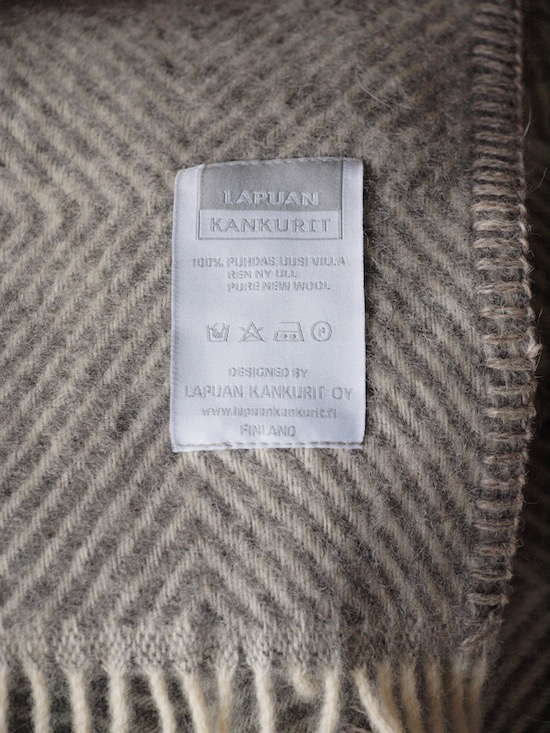 LAPUAN
KANKURIT
100% PUHDAS UUSI VILLA
REN NY ULL
PURE NEW WOOL
P
DESIGNED BY
LAPUAN KANKURIT OY
www.lapuankankurit.fi
FINLAND